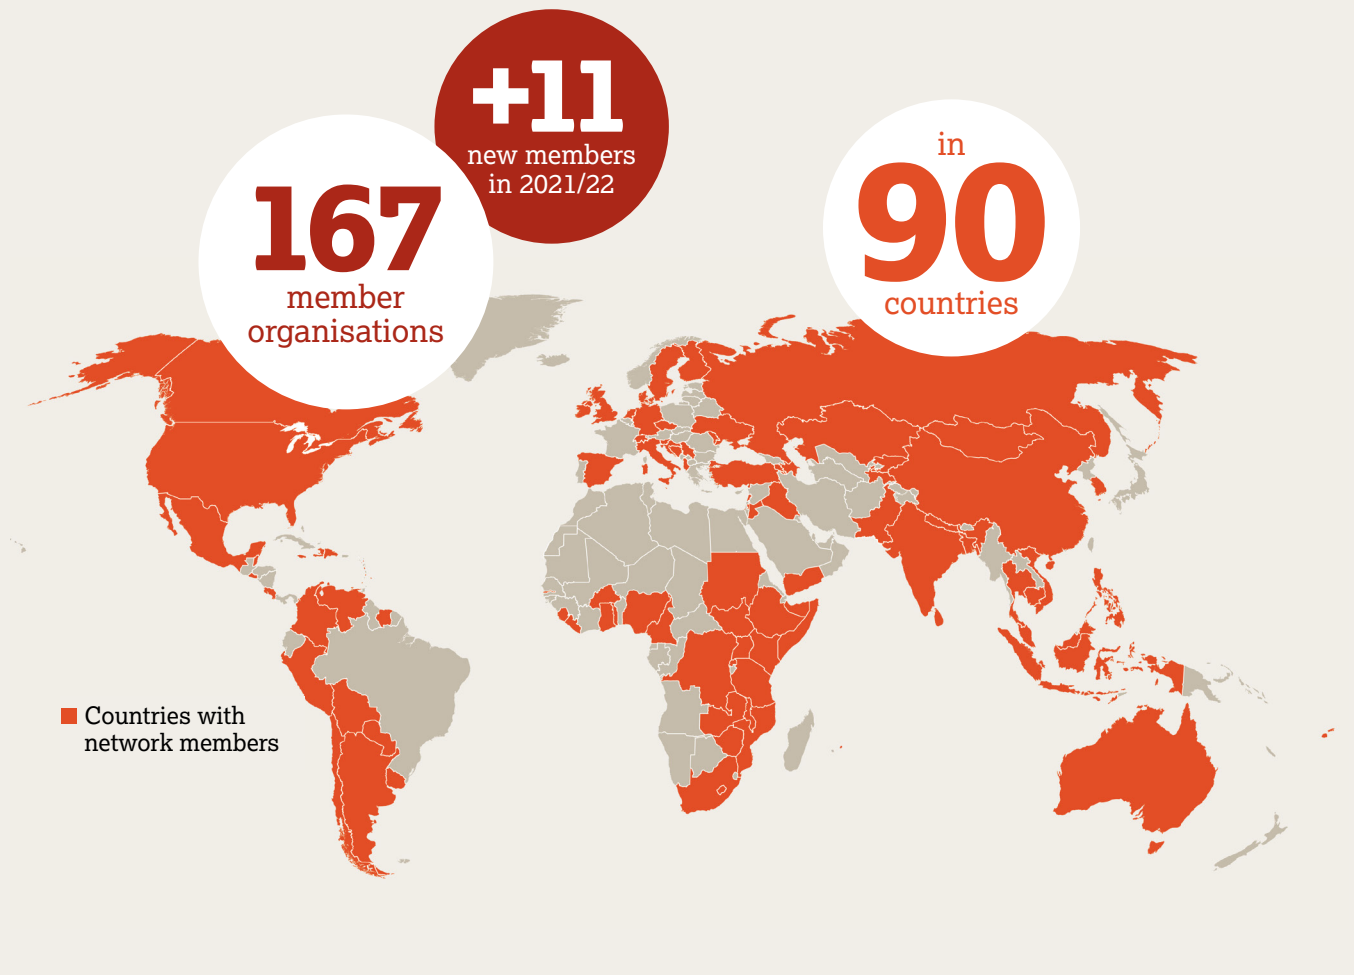 +11
new members
in 2021/22
167
member
organisations
in
90
countries
Countries with
network members